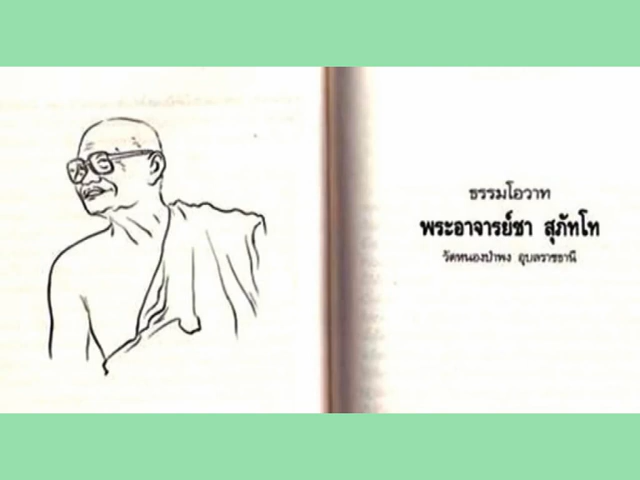 ธรรมโอวาท
พระอาจารย์ชา สุภัทโท
วัดหนองป่าพง อุบลราชธานี